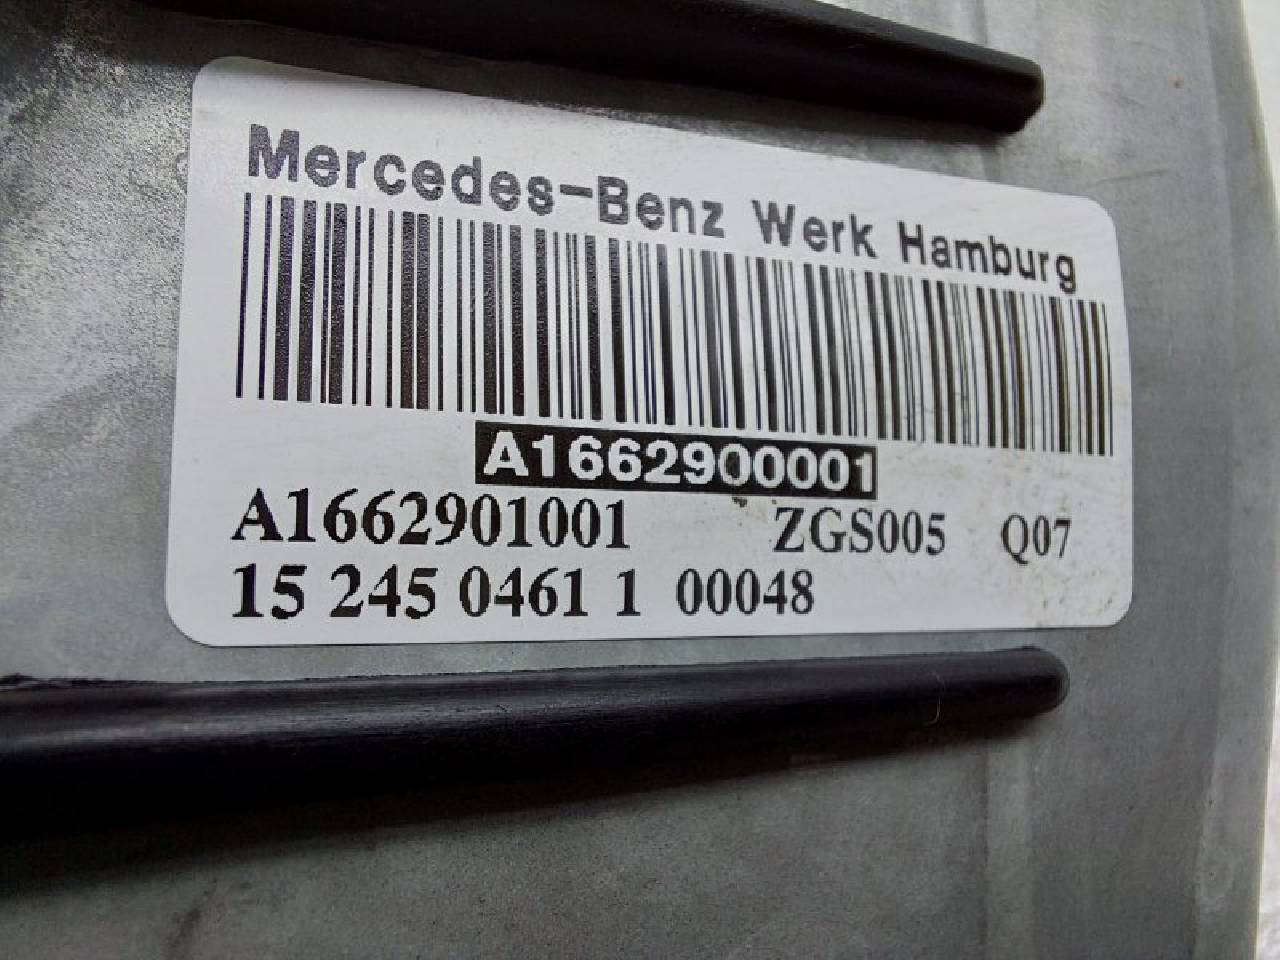 Mercedes-Benz Werk Hamburg
A1662900001
A1662901001 ZGS005 Q07
15 245 0461 1 00048